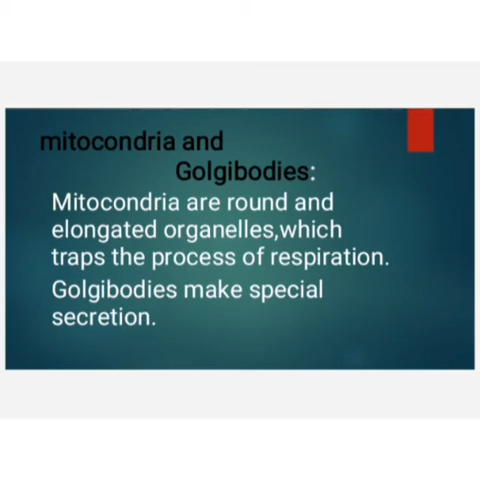 mitocondria and
Golgibodies:
Mitocondria are round and
elongated organelles,which
traps the process of respiration.
Golgibodies make special
secretion.